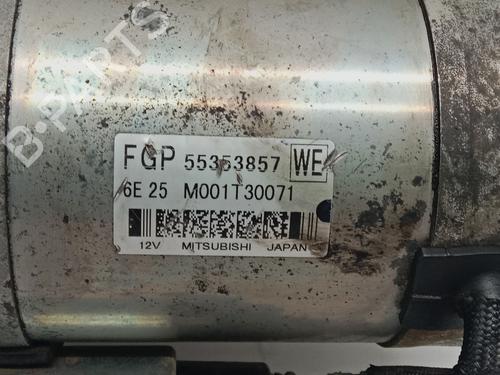 B-PARTS
FGP 55353857 WE
6E 25 M001T30071
12V MITSUBISHI JAPAN